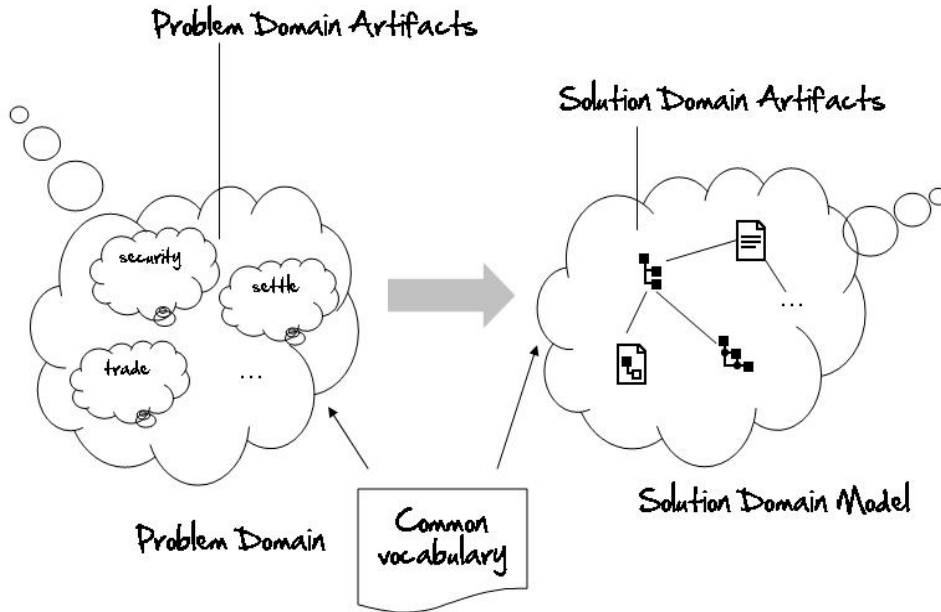 Problem Domain Artifacts
Solution Domain Artifacts
security
settle
trade
...
...
Problem Domain
Common
vocabulary
Solution Domain Model